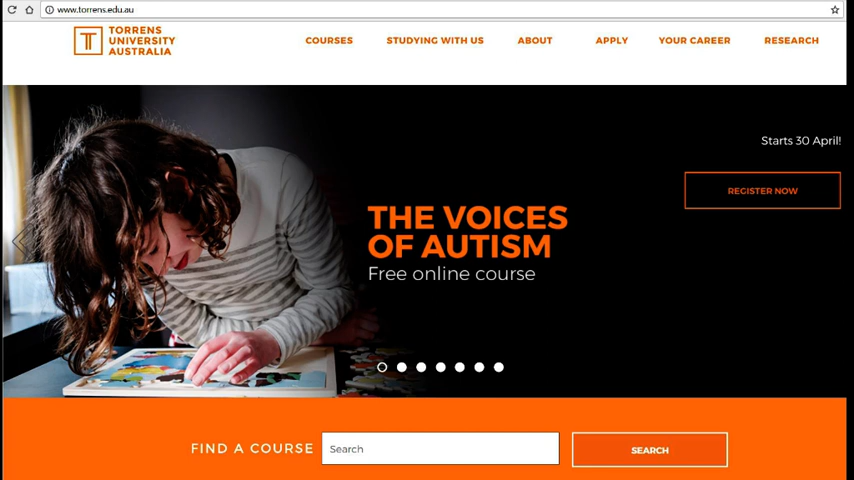 www.torrens.edu.au
TORRENS
UNIVERSITY
AUSTRALIA
COURSES
STUDYING WITH US
ABOUT
APPLY
YOUR CAREER
RESEARCH
Starts 30 April!
REGISTER NOW
THE VOICES
OF AUTISM
Free online course
FIND A COURSE
Search
SEARCH